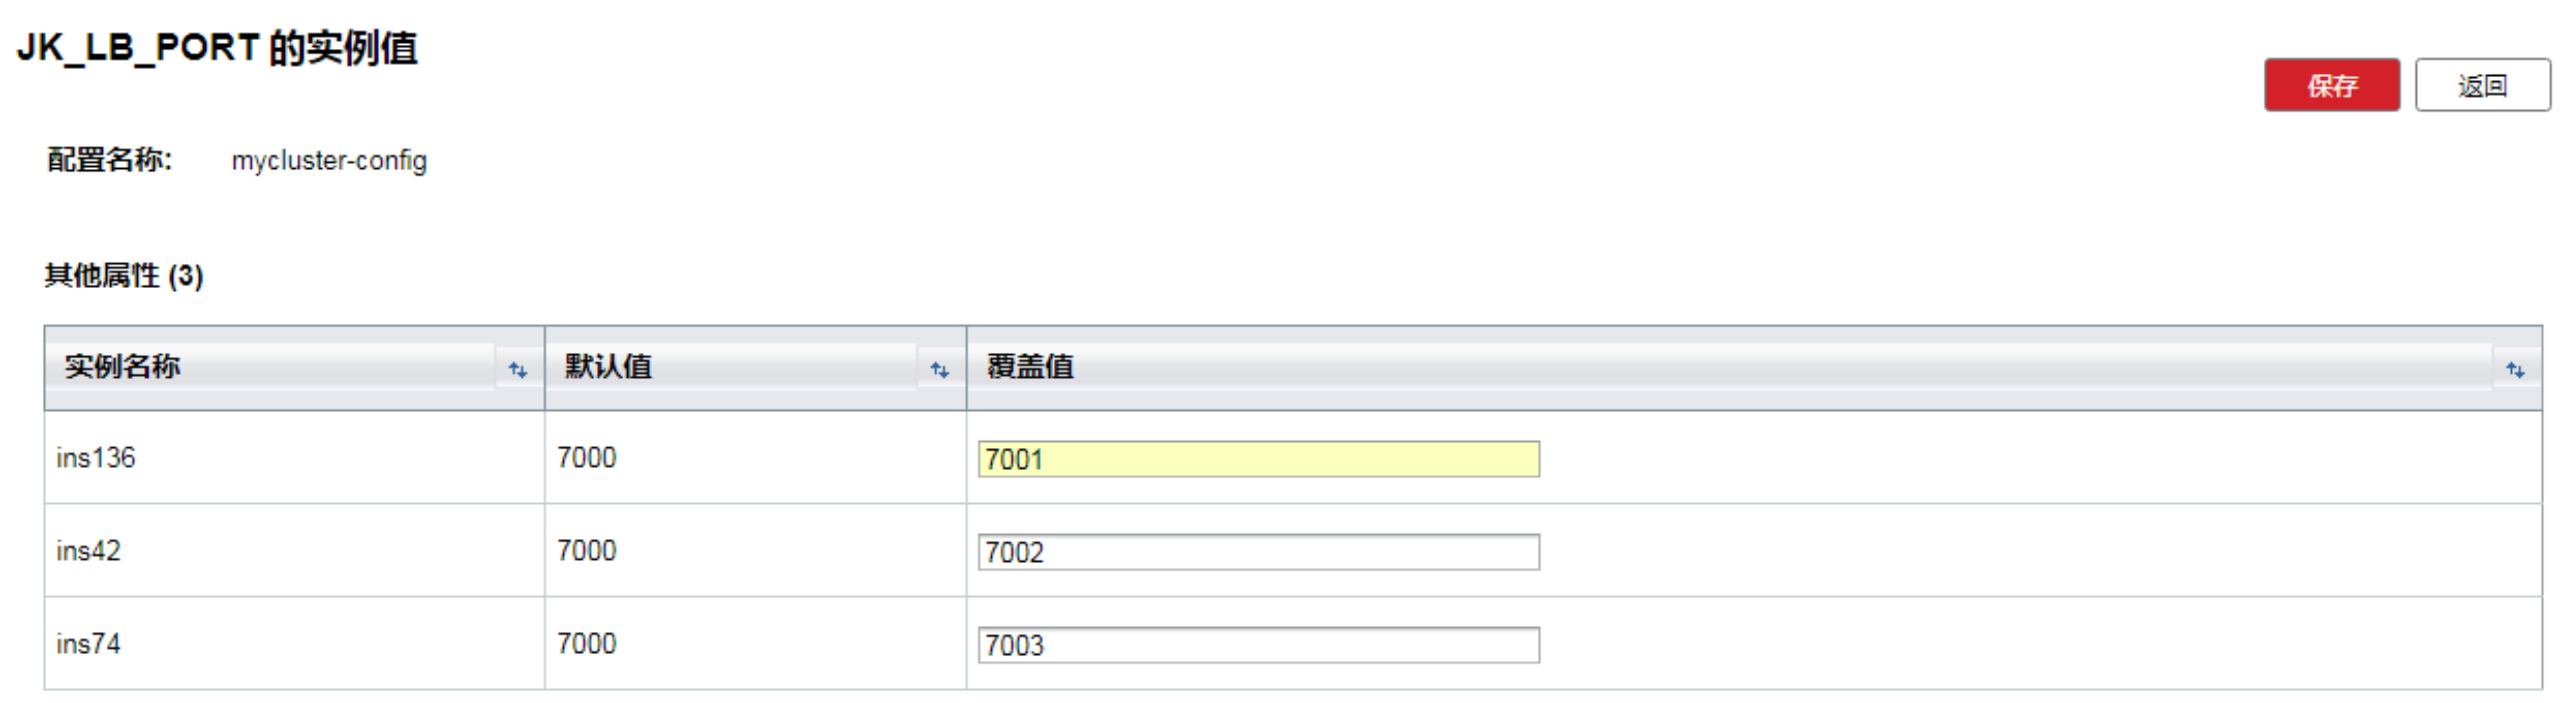 JK_LB_PORT 的实例值
保存 返回
配置名称: mycluster-config
其他属性 (3)
实例名称 默认值 覆盖值
ins136 7000 7001
ins42 7000 7002
ins74 7000 7003